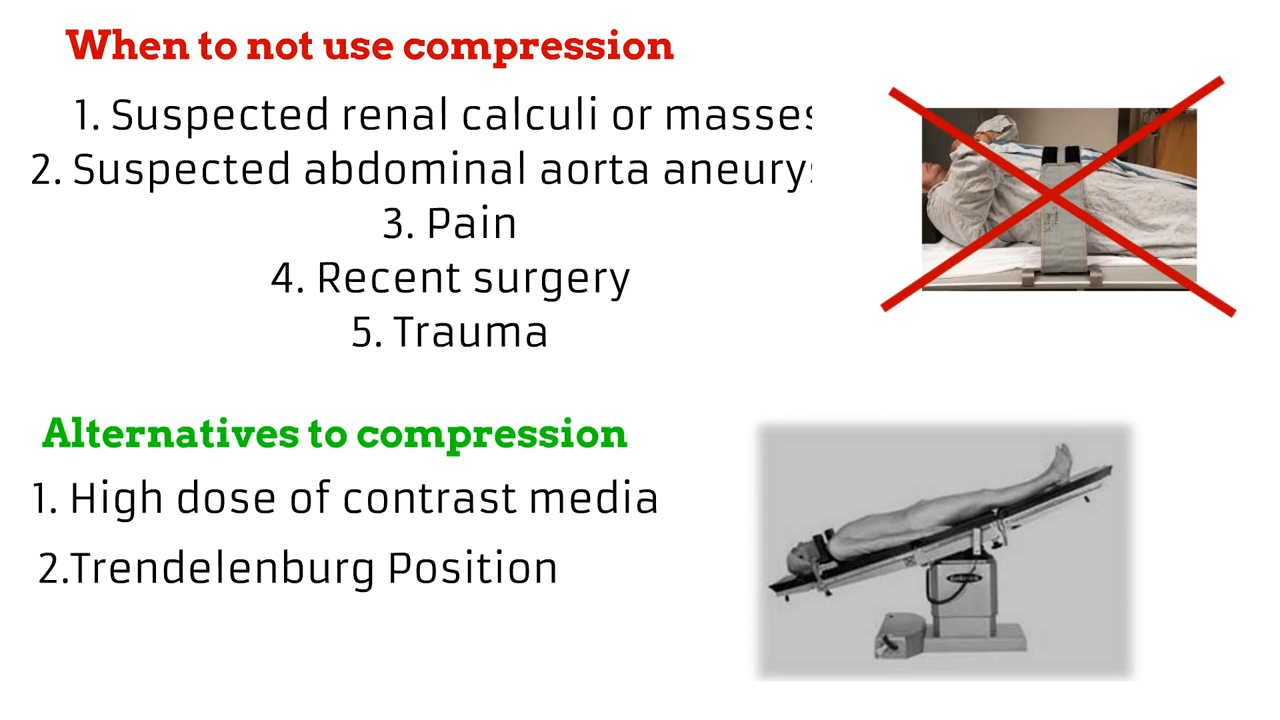 When to not use compression
1. Suspected renal calculi or masses
2. Suspected abdominal aorta aneury
3. Pain
4. Recent surgery
5. Trauma
Alternatives to compression
1. High dose of contrast media
2.Trendelenburg Position